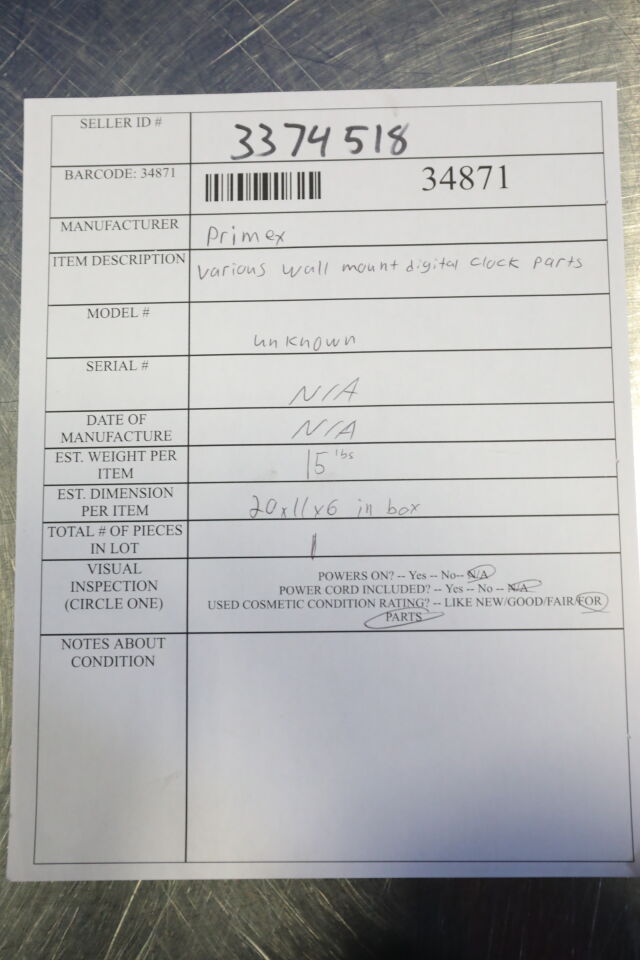 SELLER ID # 3374518
BARCODE: 34871 34871
MANUFACTURER Primex
ITEM DESCRIPTION various wall mount digital clock parts
MODEL # unknown
SERIAL # N/A
DATE OF
MANUFACTURE N/A
EST. WEIGHT PER
ITEM 15 lbs
EST. DIMENSION
PER ITEM 20x11x6 in box
TOTAL # OF PIECES
IN LOT 1
VISUAL
INSPECTION
(CIRCLE ONE)
POWERS ON? -- Yes -- No-- N/A
POWER CORD INCLUDED? -- Yes -- No -- N/A
USED COSMETIC CONDITION RATING? -- LIKE NEW/GOOD/FAIR/FOR
PARTS
NOTES ABOUT
CONDITION